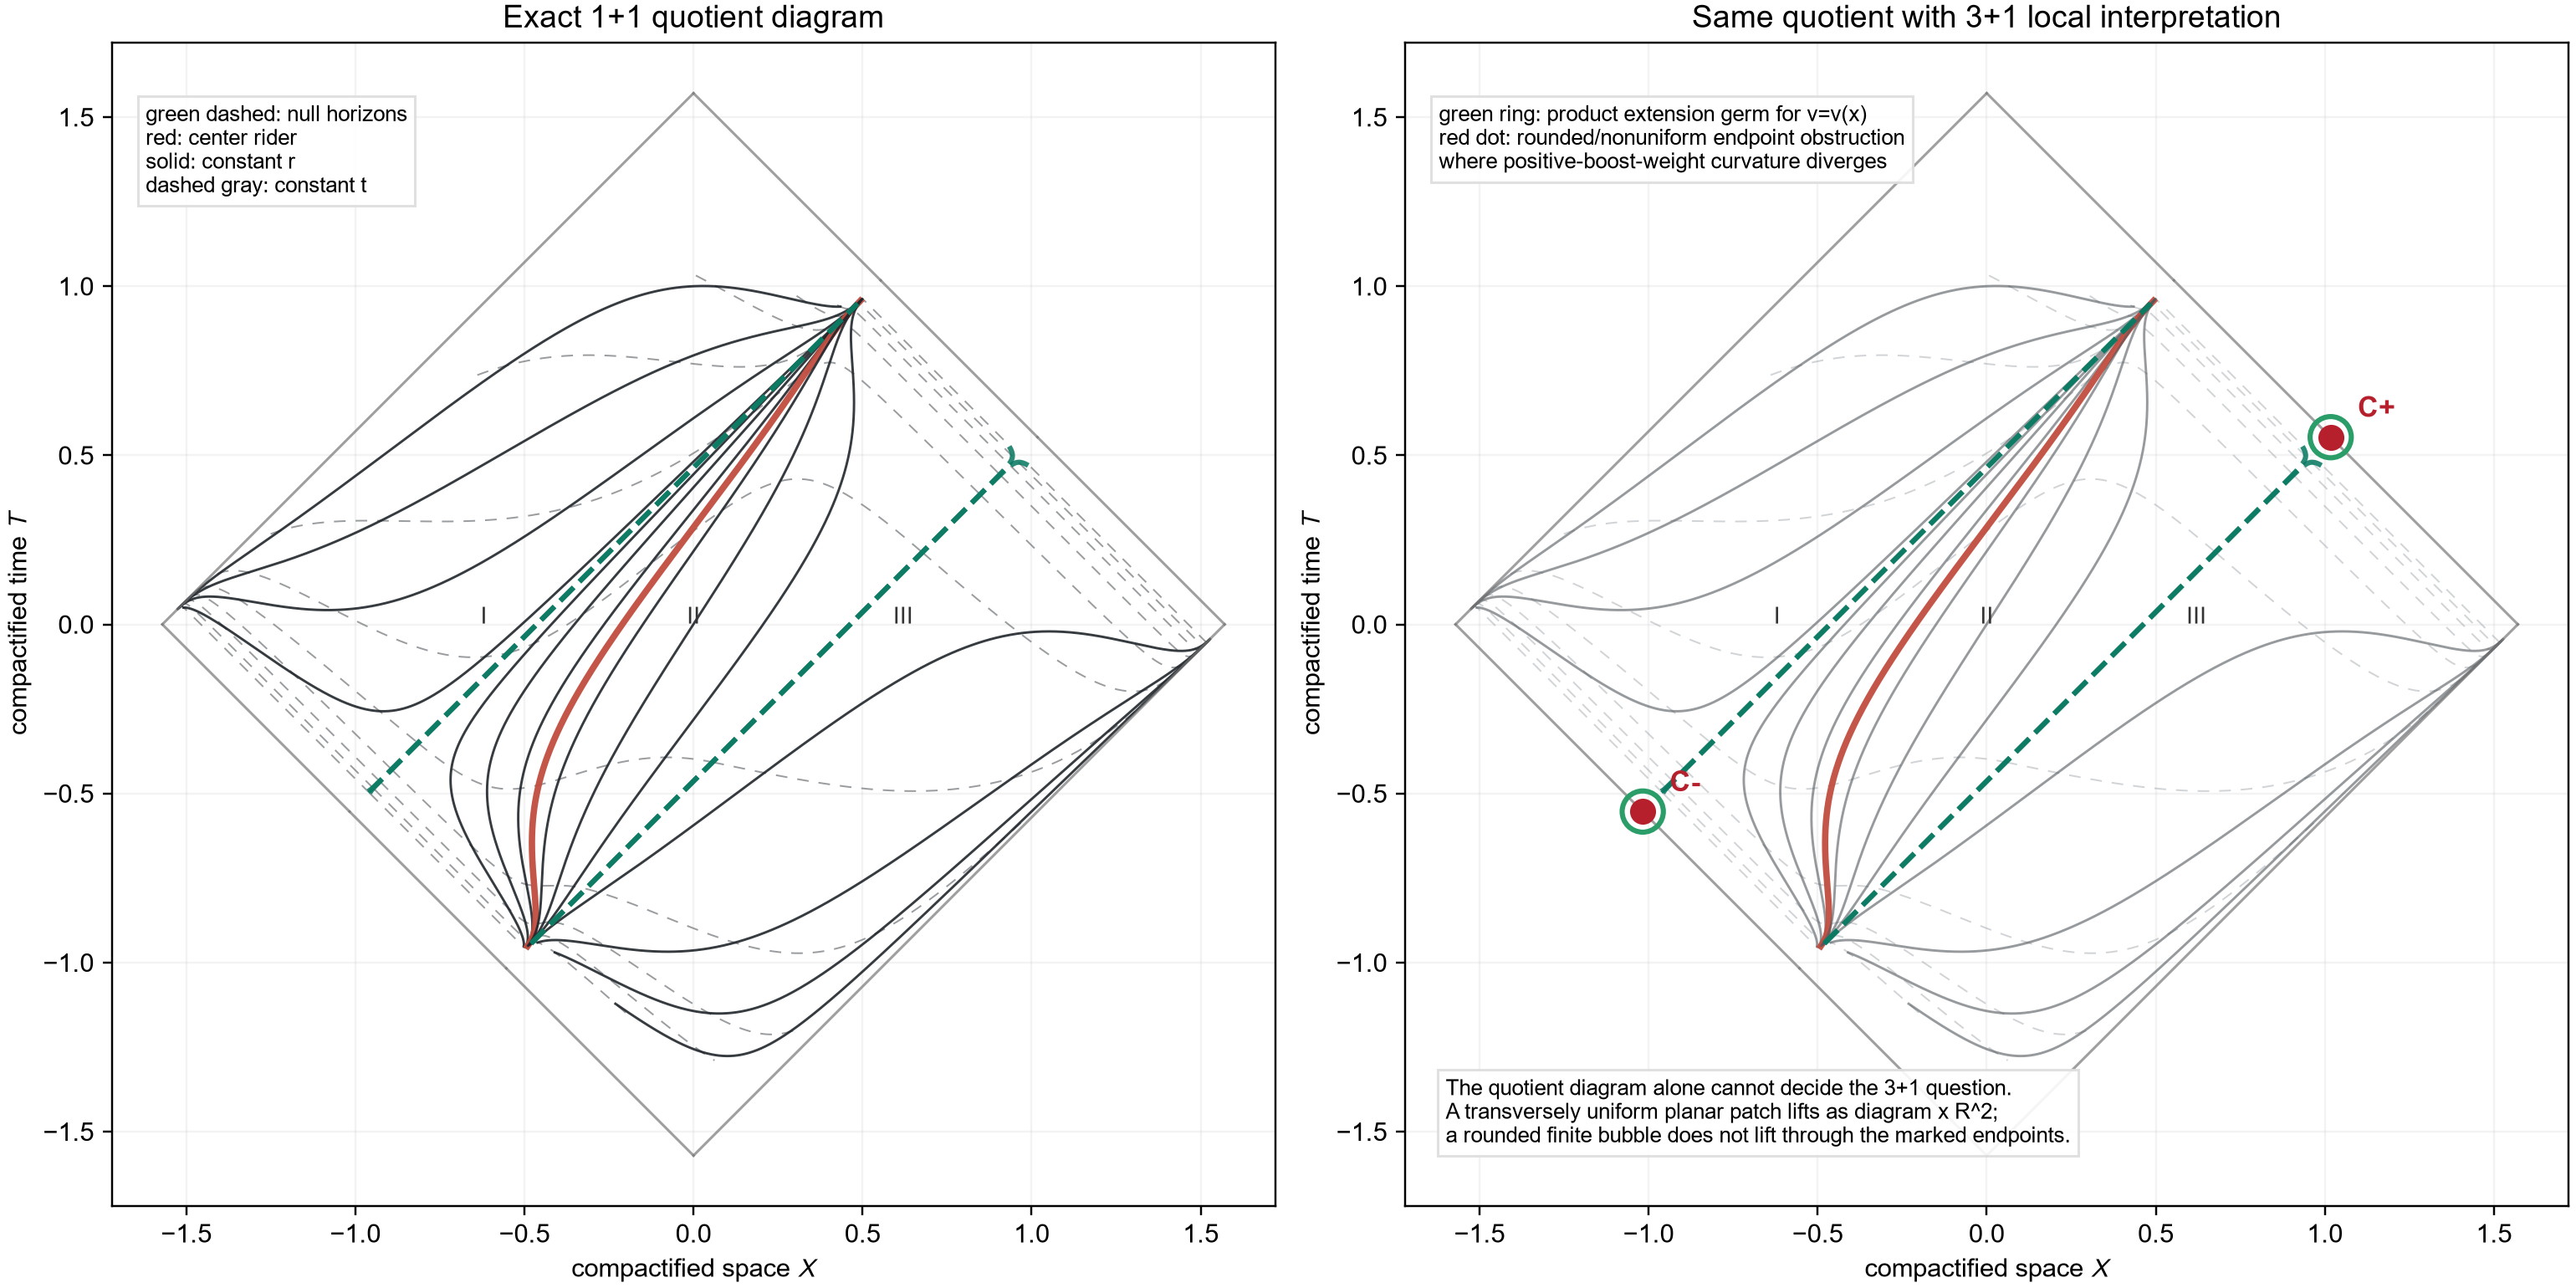 Exact 1+1 quotient diagram
green dashed: null horizons
red: center rider
solid: constant r
dashed gray: constant t
1.5
1.0
0.5
0.0
−0.5
−1.0
−1.5
compactified time T
I
II
III
−1.5
−1.0
−0.5
0.0
0.5
1.0
1.5
compactified space X
Same quotient with 3+1 local interpretation
green ring: product extension germ for v=v(x)
red dot: rounded/nonuniform endpoint obstruction
where positive-boost-weight curvature diverges
1.5
1.0
0.5
0.0
−0.5
−1.0
−1.5
compactified time T
C+
I
II
III
C-
The quotient diagram alone cannot decide the 3+1 question.
A transversely uniform planar patch lifts as diagram x R^2;
a rounded finite bubble does not lift through the marked endpoints.
−1.5
−1.0
−0.5
0.0
0.5
1.0
1.5
compactified space X